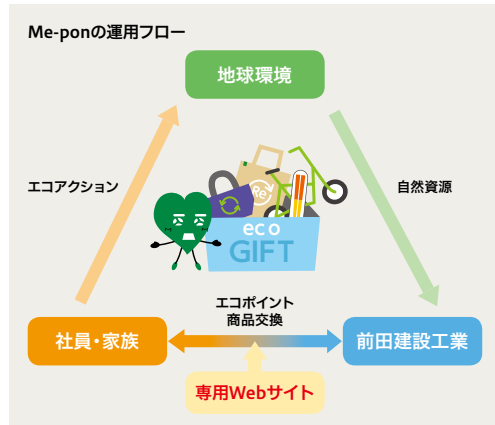 Me-ponの運用フロー
地球環境
エコアクション
自然資源
Re
eco
GIFT
エコポイント
商品交換
社員・家族
前田建設工業
専用Webサイト